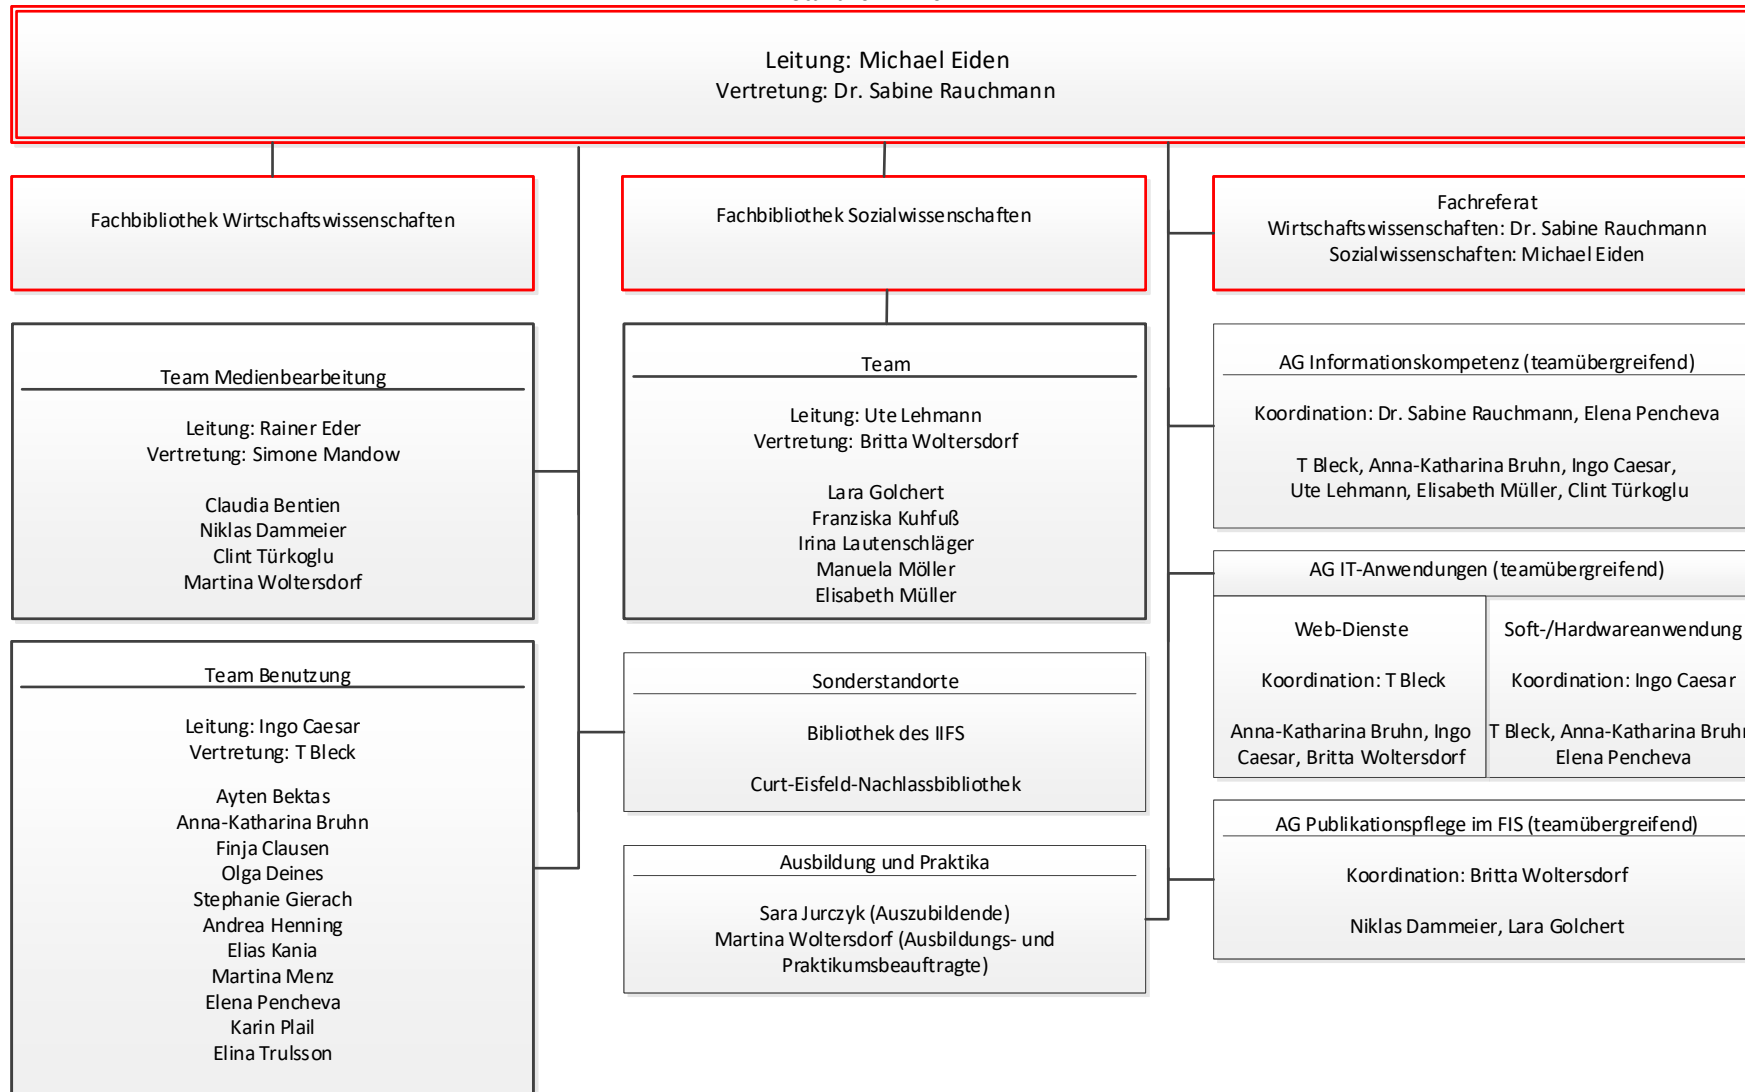 Leitung: Michael Eiden
Vertretung: Dr. Sabine Rauchmann
Fachbibliothek Wirtschaftswissenschaften
Fachbibliothek Sozialwissenschaften
Fachreferat
Wirtschaftswissenschaften: Dr. Sabine Rauchmann
Sozialwissenschaften: Michael Eiden
Team Medienbearbeitung
Leitung: Rainer Eder
Vertretung: Simone Mandow
Claudia Bentien
Niklas Dammeier
Clint Türkoglu
Martina Woltersdorf
Team Benutzung
Leitung: Ingo Caesar
Vertretung: T Bleck
Ayten Bektas
Anna-Katharina Bruhn
Finja Clausen
Olga Deines
Stephanie Gierach
Andrea Henning
Elias Kania
Martina Menz
Elena Pencheva
Karin Plail
Elina Trulsson
Team
Leitung: Ute Lehmann
Vertretung: Britta Woltersdorf
Lara Golchert
Franziska Kuhfuß
Irina Lautenschläger
Manuela Möller
Elisabeth Müller
Sonderstandorte
Bibliothek des IIFS
Curt-Eisfeld-Nachlassbibliothek
Ausbildung und Praktika
Sara Jurczyk (Auszubildende)
Martina Woltersdorf (Ausbildungs- und
Praktikumsbeauftragte)
AG Informationskompetenz (teamübergreifend)
Koordination: Dr. Sabine Rauchmann, Elena Pencheva
T Bleck, Anna-Katharina Bruhn, Ingo Caesar,
Ute Lehmann, Elisabeth Müller, Clint Türkoglu
AG IT-Anwendungen (teamübergreifend)
Web-Dienste
Koordination: T Bleck
Anna-Katharina Bruhn, Ingo
Caesar, Britta Woltersdorf
Soft-/Hardwareanwendung
Koordination: Ingo Caesar
T Bleck, Anna-Katharina Bruhn
Elena Pencheva
AG Publikationspflege im FIS (teamübergreifend)
Koordination: Britta Woltersdorf
Niklas Dammeier, Lara Golchert